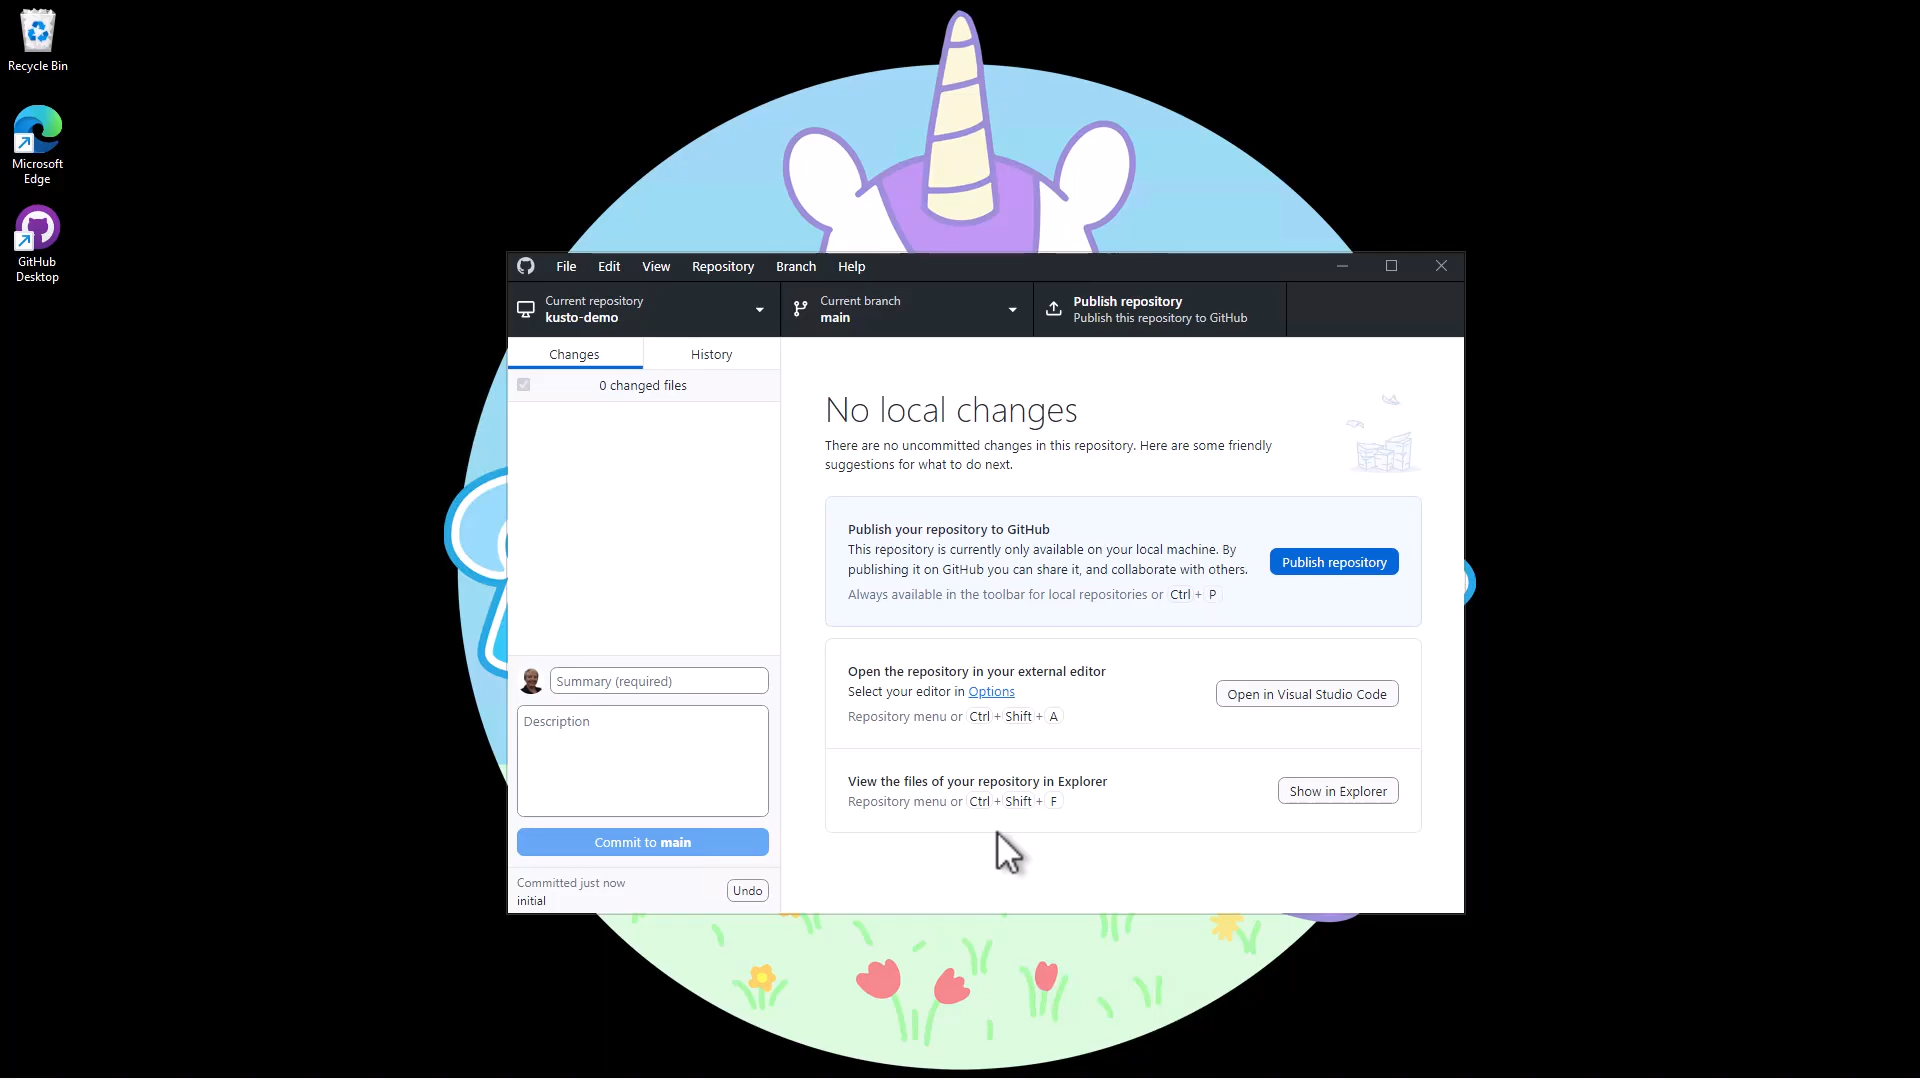 Recycle Bin
Microsoft
Edge
GitHub
Desktop
File Edit View Repository Branch Help
Current repository
kusto-demo
Current branch
main
Publish repository
Publish this repository to GitHub
Changes
History
0 changed files
No local changes
There are no uncommitted changes in this repository. Here are some friendly
suggestions for what to do next.
Publish your repository to GitHub
This repository is currently only available on your local machine. By
publishing it on GitHub you can share it, and collaborate with others.
Always available in the toolbar for local repositories or Ctrl + P
Publish repository
Open the repository in your external editor
Select your editor in Options
Repository menu or Ctrl + Shift + A
Open in Visual Studio Code
View the files of your repository in Explorer
Repository menu or Ctrl + Shift + F
Show in Explorer
Summary (required)
Description
Commit to main
Committed just now
initial
Undo